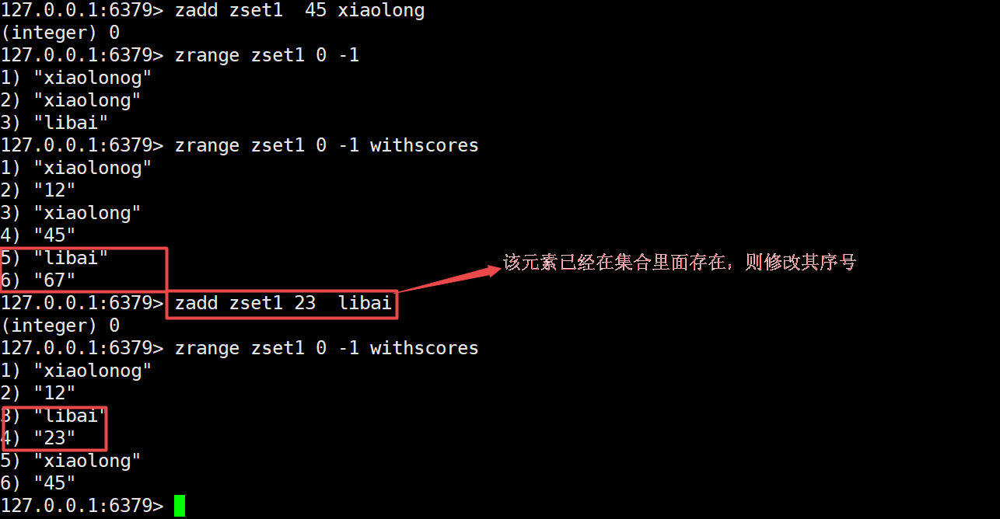 127.0.0.1:6379> zadd zset1  45 xiaolong
(integer) 0
127.0.0.1:6379> zrange zset1 0 -1
1) "xiaolonog"
2) "xiaolong"
3) "libai"
127.0.0.1:6379> zrange zset1 0 -1 withscores
1) "xiaolonog"
2) "12"
3) "xiaolong"
4) "45"
5) "libai"
6) "67"
该元素已经在集合里面存在，则修改其序号
127.0.0.1:6379> zadd zset1 23  libai
(integer) 0
127.0.0.1:6379> zrange zset1 0 -1 withscores
1) "xiaolonog"
2) "12"
3) "libai"
4) "23"
5) "xiaolong"
6) "45"
127.0.0.1:6379>